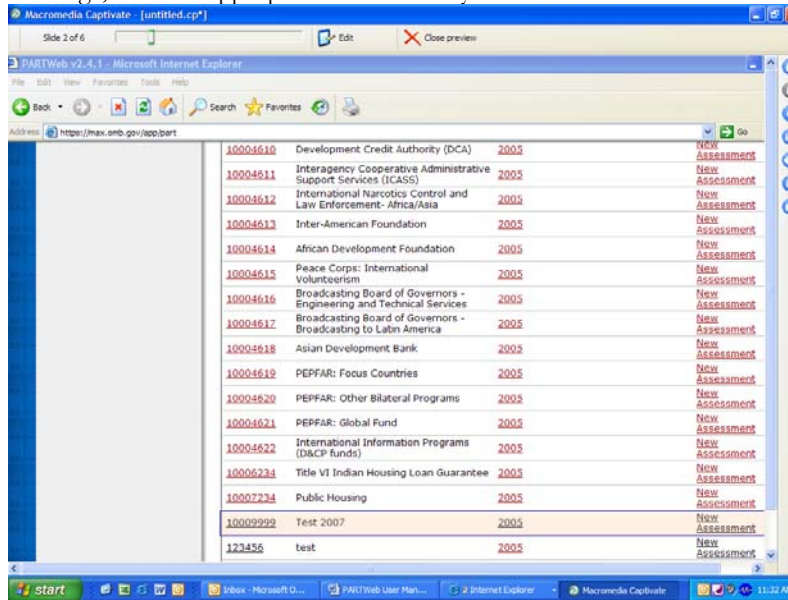 Macromedia Captivate - [untitled.cp*]
Slide 2 of 6 Edit Close preview
PARTWeb v2.4.1 - Microsoft Internet Explorer
File Edit View Favorites Tools Help
Back Search Favorites
Address https://max.omb.gov/app/part Go
10004610 Development Credit Authority (DCA) 2005 New Assessment
10004611 Interagency Cooperative Administrative Support Services (ICASS) 2005 New Assessment
10004612 International Narcotics Control and Law Enforcement- Africa/Asia 2005 New Assessment
10004613 Inter-American Foundation 2005 New Assessment
10004614 African Development Foundation 2005 New Assessment
10004615 Peace Corps: International Volunteerism 2005 New Assessment
10004616 Broadcasting Board of Governors - Engineering and Technical Services 2005 New Assessment
10004617 Broadcasting Board of Governors - Broadcasting to Latin America 2005 New Assessment
10004618 Asian Development Bank 2005 New Assessment
10004619 PEPFAR: Focus Countries 2005 New Assessment
10004620 PEPFAR: Other Bilateral Programs 2005 New Assessment
10004621 PEPFAR: Global Fund 2005 New Assessment
10004622 International Information Programs (D&CP funds) 2005 New Assessment
10006234 Title VI Indian Housing Loan Guarantee 2005 New Assessment
10007234 Public Housing 2005 New Assessment
10009999 Test 2007 2005 New Assessment
123456 test 2005 New Assessment
start Inbox - Microsoft O... PARTWeb User Man... 2 Internet Explorer Macromedia Captivate 11:32 AM